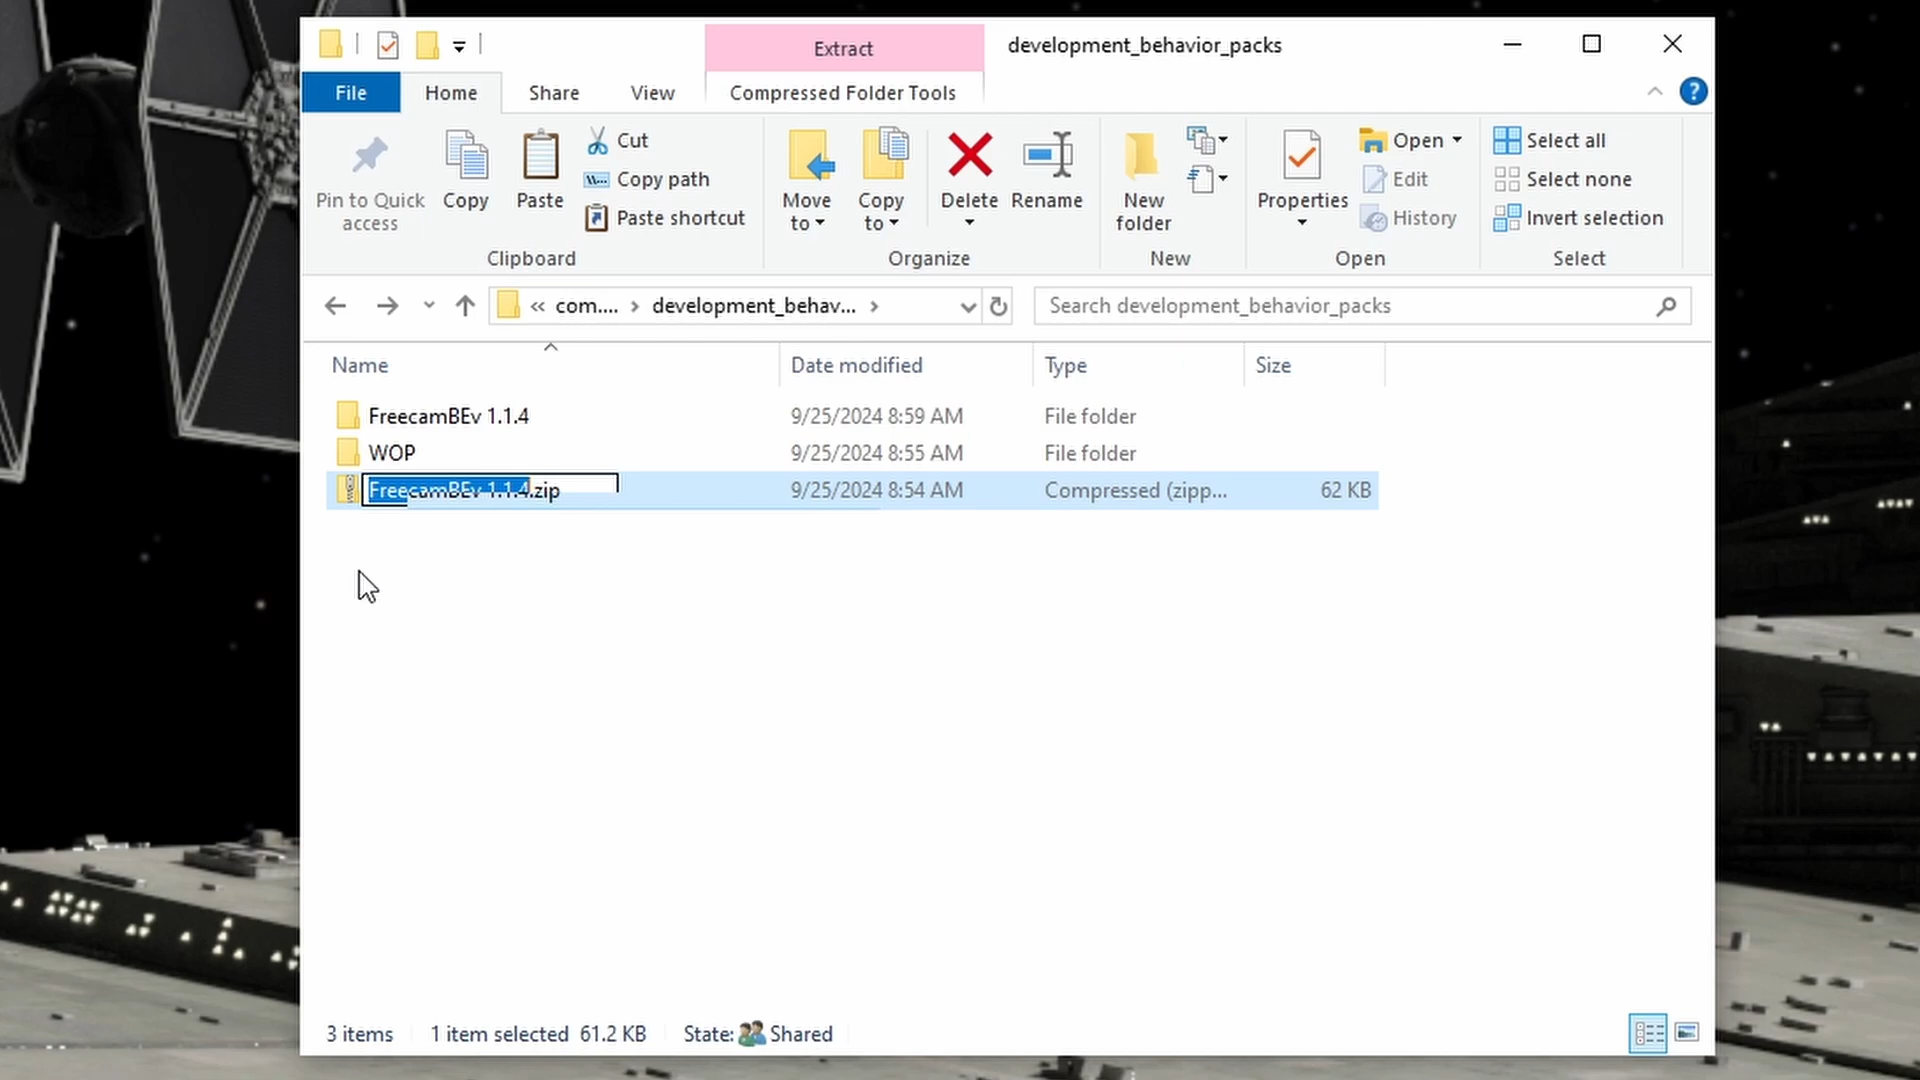 Extract
development_behavior_packs
File
Home
Share
View
Compressed Folder Tools
?
Pin to Quick
access
Copy
Paste
Cut
Copy path
Paste shortcut
Clipboard
Move
to
Copy
to
Delete
Rename
Organize
New
folder
New
Properties
Open
Edit
History
Open
Select all
Select none
Invert selection
Select
« com.... > development_behav... >
Search development_behavior_packs
Name
Date modified
Type
Size
FreecamBEv 1.1.4
9/25/2024 8:59 AM
File folder
WOP
9/25/2024 8:55 AM
File folder
FreecamBEv 1.1.4.zip
9/25/2024 8:54 AM
Compressed (zipp...
62 KB
3 items
1 item selected 61.2 KB
State: Shared